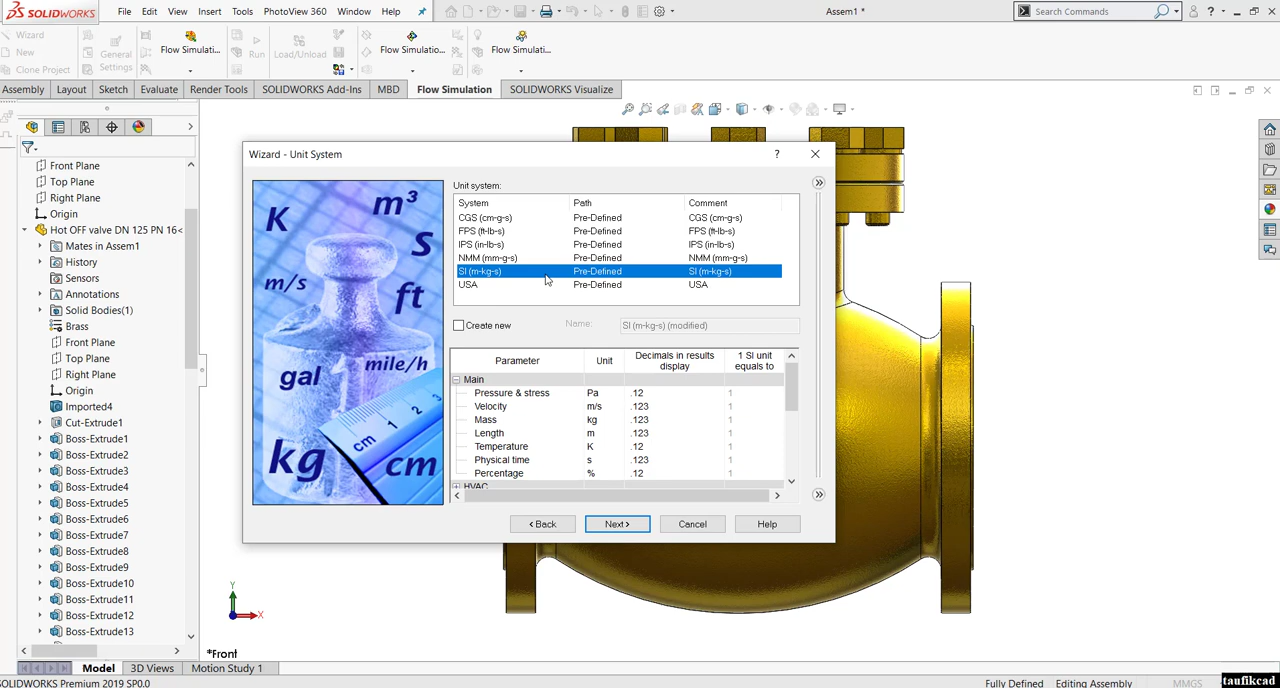 SOLIDWORKS File Edit View Insert Tools PhotoView 360 Window Help Assem1 * Search Commands
Wizard
New
Clone Project
General Settings
Flow Simulati...
Run
Load/Unload
Flow Simulatio...
Flow Simulati...
Assembly Layout Sketch Evaluate Render Tools SOLIDWORKS Add-Ins MBD Flow Simulation SOLIDWORKS Visualize
Front Plane
Top Plane
Right Plane
Origin
Hot OFF valve DN 125 PN 16<
Mates in Assem1
History
Sensors
Annotations
Solid Bodies(1)
Brass
Front Plane
Top Plane
Right Plane
Origin
Imported4
Cut-Extrude1
Boss-Extrude1
Boss-Extrude2
Boss-Extrude3
Boss-Extrude4
Boss-Extrude5
Boss-Extrude6
Boss-Extrude7
Boss-Extrude8
Boss-Extrude9
Boss-Extrude10
Boss-Extrude11
Boss-Extrude12
Boss-Extrude13
Wizard - Unit System ?
K m³
S
m/s
ft
gal mile/h
cm 1 2 3
kg cm
Unit system:
System Path Comment
CGS (cm-g-s) Pre-Defined CGS (cm-g-s)
FPS (ft-lb-s) Pre-Defined FPS (ft-lb-s)
IPS (in-lb-s) Pre-Defined IPS (in-lb-s)
NMM (mm-g-s) Pre-Defined NMM (mm-g-s)
SI (m-kg-s) Pre-Defined SI (m-kg-s)
USA Pre-Defined USA
Create new Name: SI (m-kg-s) (modified)
Parameter Unit Decimals in results display 1 SI unit equals to
Main
Pressure & stress Pa .12 1
Velocity m/s .123 1
Mass kg .123 1
Length m .123 1
Temperature K .12 1
Physical time s .123 1
Percentage % .12 1
HVAC
< Back Next > Cancel Help
Y
X
*Front
Model 3D Views Motion Study 1
SOLIDWORKS Premium 2019 SP0.0 Fully Defined Editing Assembly MMGS taufikcad